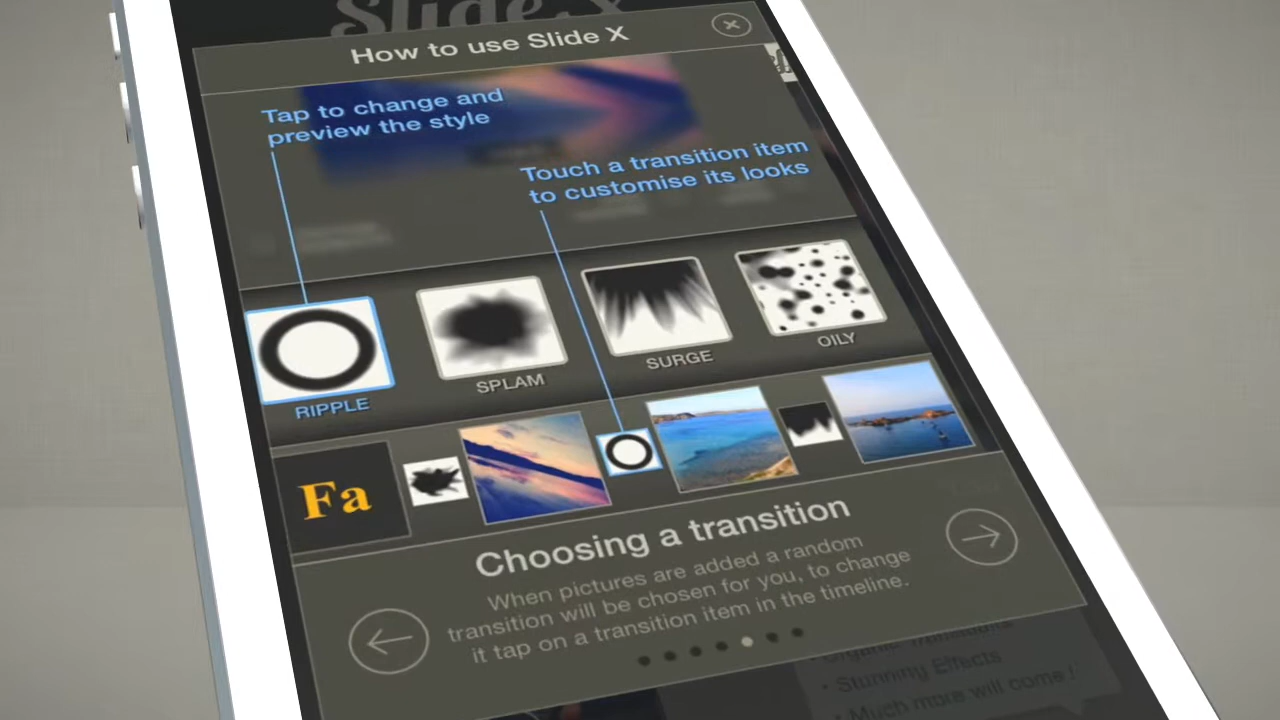 Slide X
How to use Slide X
Tap to change and
preview the style
Touch a transition item
to customise its looks
RIPPLE
SPLAM
SURGE
OILY
Fa
Choosing a transition
When pictures are added a random
transition will be chosen for you, to change
it tap on a transition item in the timeline.
• Stunning Effects
• Much more will come !